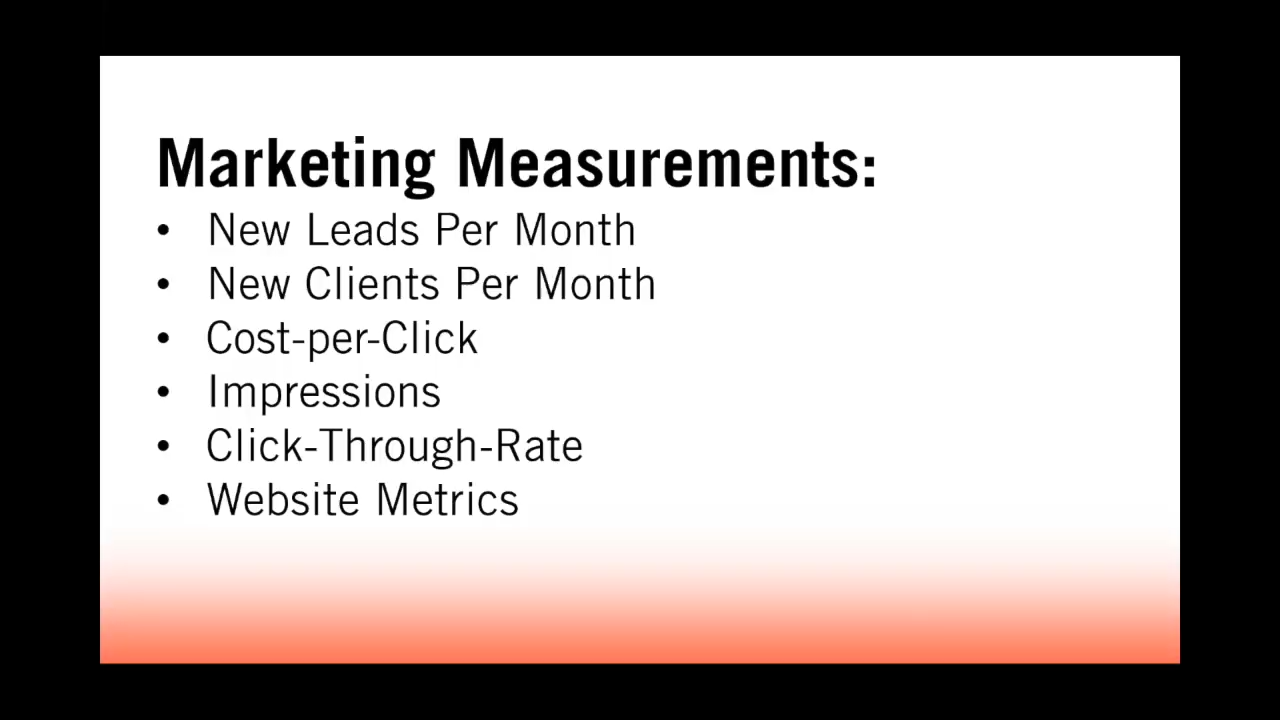 Marketing Measurements:
• New Leads Per Month
• New Clients Per Month
• Cost-per-Click
• Impressions
• Click-Through-Rate
• Website Metrics